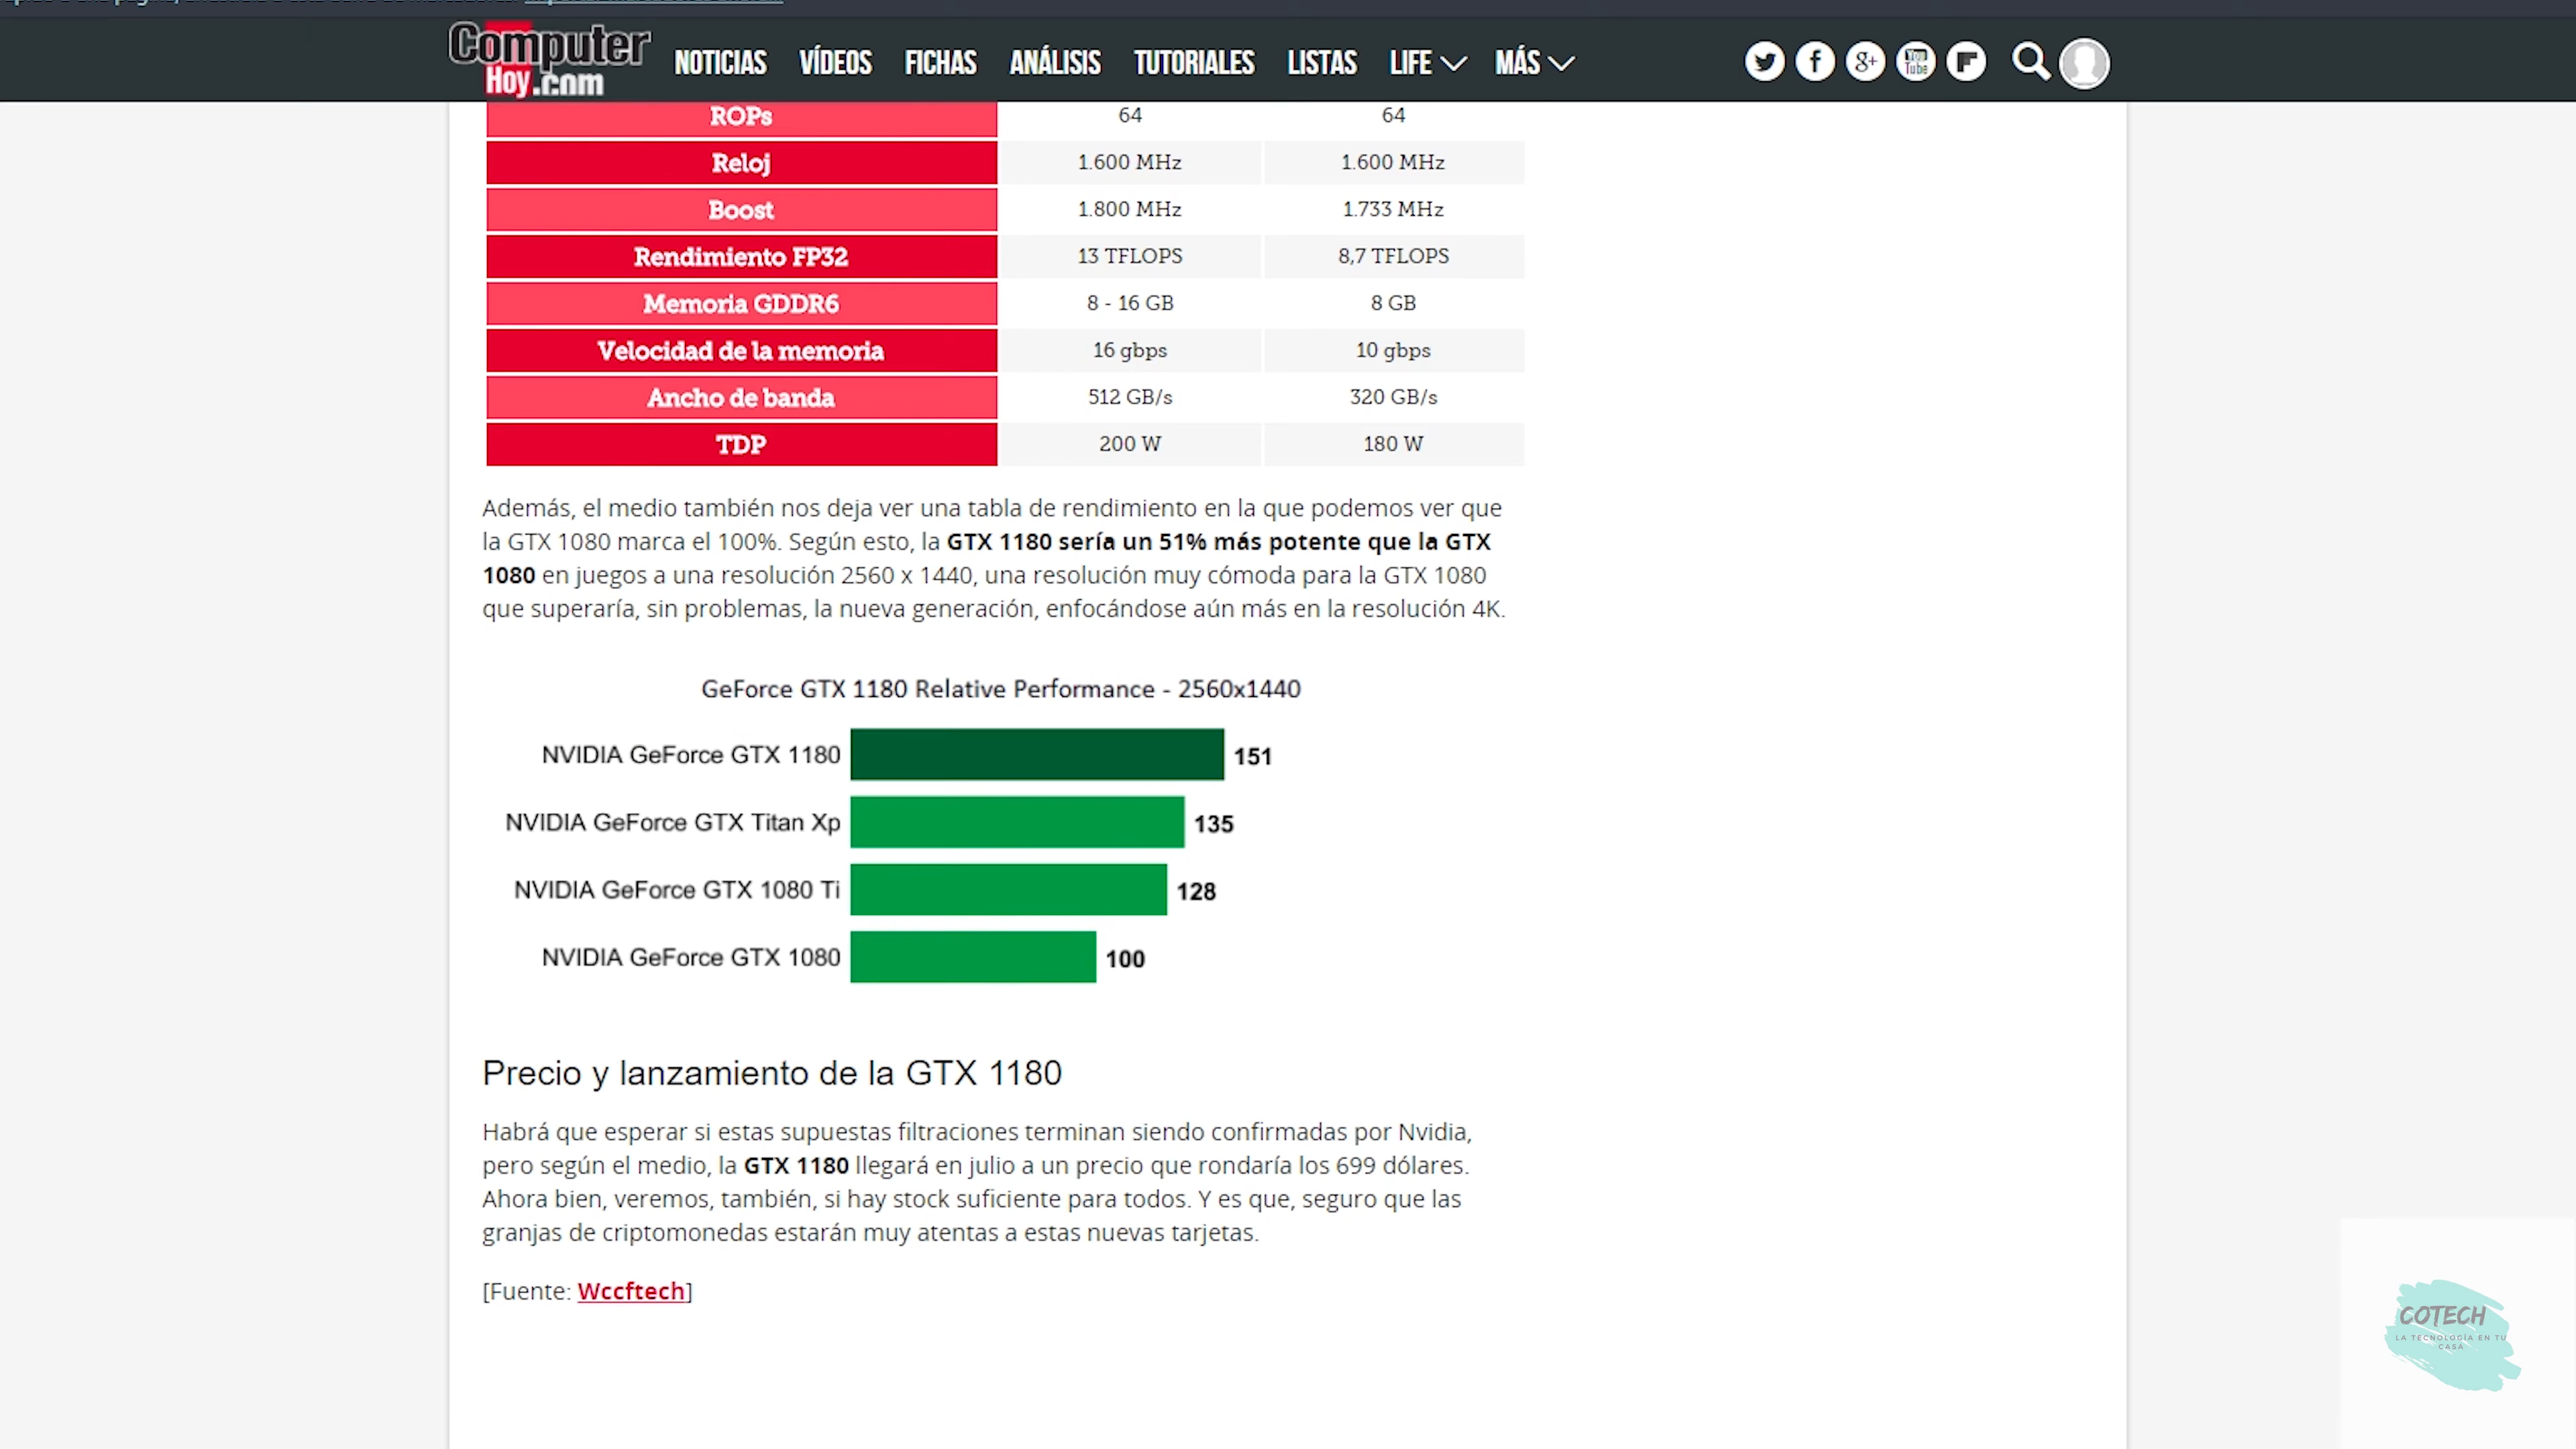 Computer
Hoy.com
NOTICIAS VÍDEOS FICHAS ANÁLISIS TUTORIALES LISTAS LIFE MÁS
ROPs 64 64
Reloj 1.600 MHz 1.600 MHz
Boost 1.800 MHz 1.733 MHz
Rendimiento FP32 13 TFLOPS 8,7 TFLOPS
Memoria GDDR6 8 - 16 GB 8 GB
Velocidad de la memoria 16 gbps 10 gbps
Ancho de banda 512 GB/s 320 GB/s
TDP 200 W 180 W
Además, el medio también nos deja ver una tabla de rendimiento en la que podemos ver que
la GTX 1080 marca el 100%. Según esto, la GTX 1180 sería un 51% más potente que la GTX
1080 en juegos a una resolución 2560 x 1440, una resolución muy cómoda para la GTX 1080
que superaría, sin problemas, la nueva generación, enfocándose aún más en la resolución 4K.
GeForce GTX 1180 Relative Performance - 2560x1440
NVIDIA GeForce GTX 1180 151
NVIDIA GeForce GTX Titan Xp 135
NVIDIA GeForce GTX 1080 Ti 128
NVIDIA GeForce GTX 1080 100
Precio y lanzamiento de la GTX 1180
Habrá que esperar si estas supuestas filtraciones terminan siendo confirmadas por Nvidia,
pero según el medio, la GTX 1180 llegará en julio a un precio que rondaría los 699 dólares.
Ahora bien, veremos, también, si hay stock suficiente para todos. Y es que, seguro que las
granjas de criptomonedas estarán muy atentas a estas nuevas tarjetas.
[Fuente: Wccftech]
COTECH
LA TECNOLOGÍA EN TU
CASA